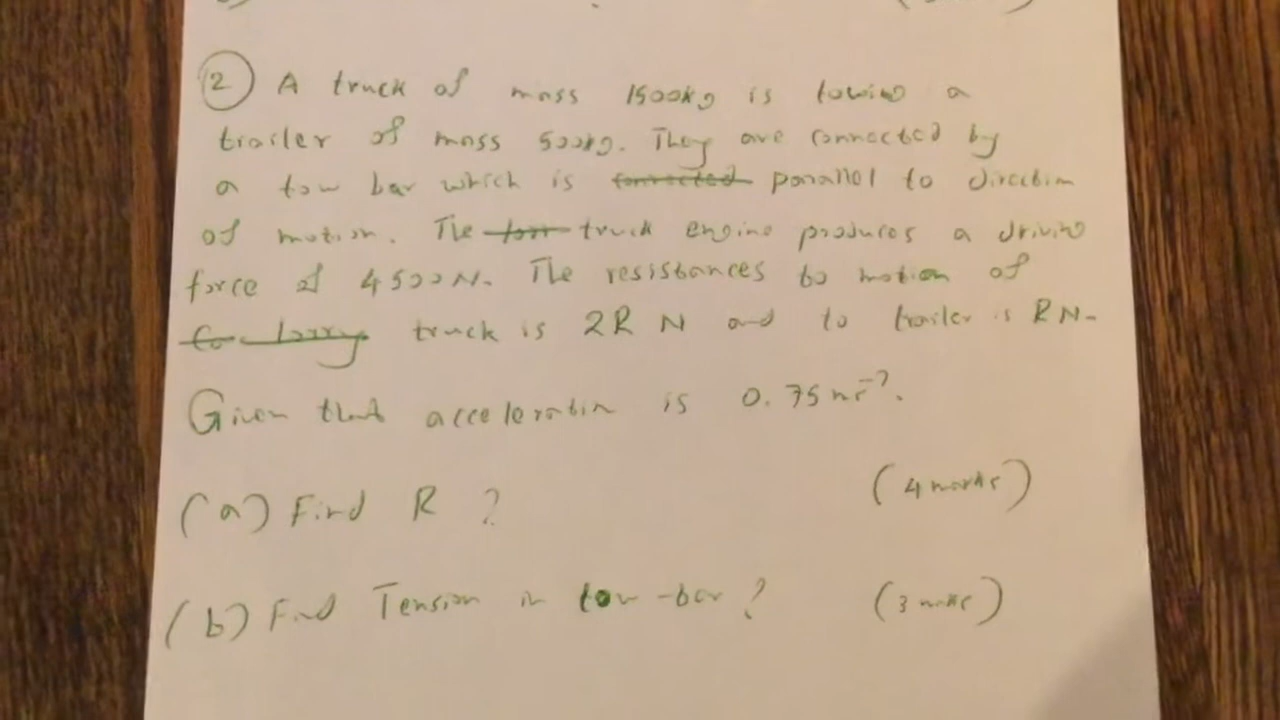 2 A truck of mass 1500kg is towing a
trailer of mass 500kg. They are connected by
a tow bar which is connected parallel to direction
of motion. The truck engine produces a driving
force of 4500N. The resistances to motion of
to lorry truck is 2R N and to trailer is R N.
Given that acceleration is 0.75 ms⁻².
(a) Find R ? (4 marks)
(b) Find Tension in tow-bar ? (3 marks)